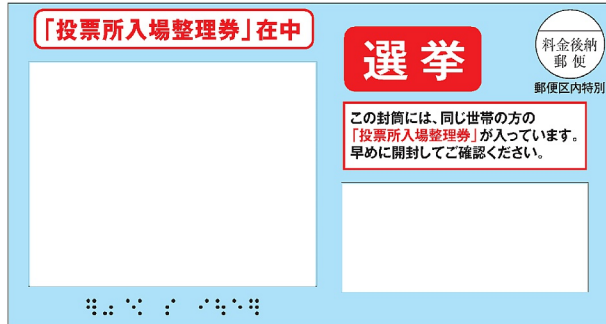 「投票所入場整理券」在中
選挙
料金後納
郵便
郵便区内特別
この封筒には、同じ世帯の方の
「投票所入場整理券」が入っています。
早めに開封してご確認ください。